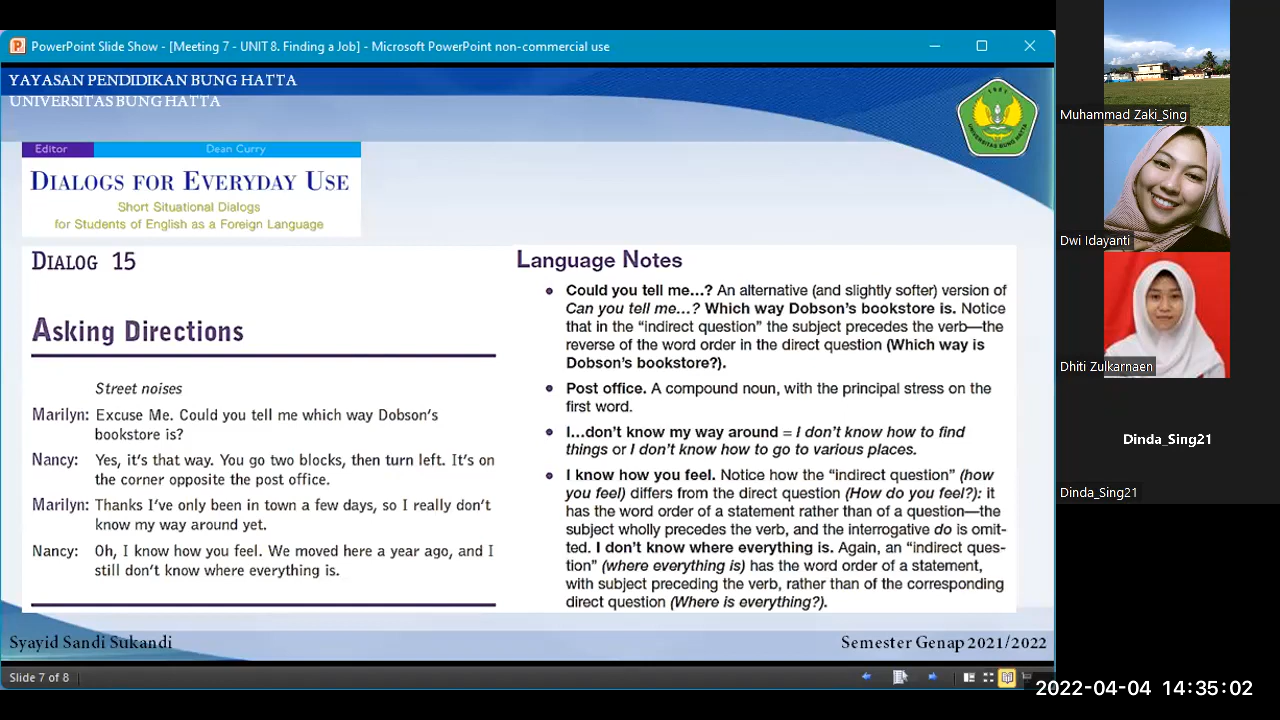 PowerPoint Slide Show - [Meeting 7 - UNIT 8. Finding a Job] - Microsoft PowerPoint non-commercial use
YAYASAN PENDIDIKAN BUNG HATTA
UNIVERSITAS BUNG HATTA
Editor Dean Curry
DIALOGS FOR EVERYDAY USE
Short Situational Dialogs
for Students of English as a Foreign Language
DIALOG 15
Asking Directions
Street noises
Marilyn: Excuse Me. Could you tell me which way Dobson's
bookstore is?
Nancy: Yes, it's that way. You go two blocks, then turn left. It's on
the corner opposite the post office.
Marilyn: Thanks I've only been in town a few days, so I really don't
know my way around yet.
Nancy: Oh, I know how you feel. We moved here a year ago, and I
still don't know where everything is.
Language Notes
• Could you tell me…? An alternative (and slightly softer) version of
Can you tell me…? Which way Dobson's bookstore is. Notice
that in the “indirect question” the subject precedes the verb—the
reverse of the word order in the direct question (Which way is
Dobson's bookstore?).
• Post office. A compound noun, with the principal stress on the
first word.
• I…don't know my way around = I don't know how to find
things or I don't know how to go to various places.
• I know how you feel. Notice how the “indirect question” (how
you feel) differs from the direct question (How do you feel?): it
has the word order of a statement rather than of a question—the
subject wholly precedes the verb, and the interrogative do is omit-
ted. I don't know where everything is. Again, an “indirect ques-
tion” (where everything is) has the word order of a statement,
with subject preceding the verb, rather than of the corresponding
direct question (Where is everything?).
Syayid Sandi Sukandi
Semester Genap 2021/2022
Slide 7 of 8
Muhammad Zaki_Sing
Dwi Idayanti
Dhiti Zulkarnaen
Dinda_Sing21
Dinda_Sing21
2022-04-04 14:35:02